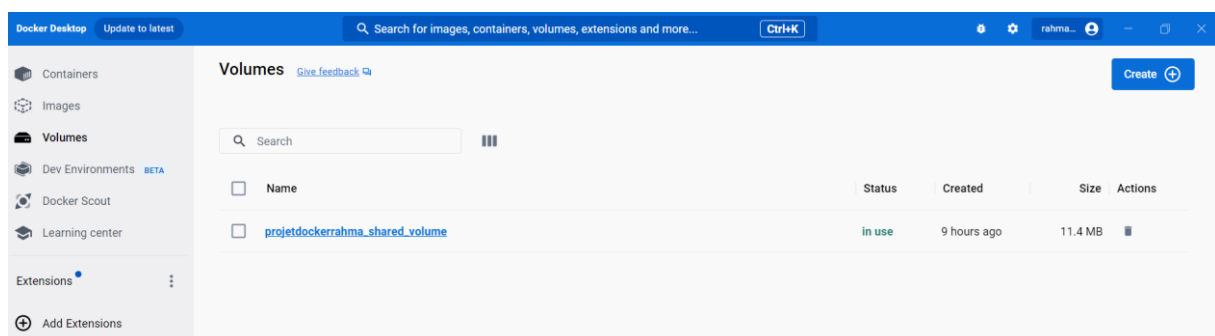 Docker Desktop Update to latest Search for images, containers, volumes, extensions and more... Ctrl+K rahma...
Containers
Images
Volumes
Dev Environments BETA
Docker Scout
Learning center
Extensions
Add Extensions
Volumes Give feedback
Create
Search
Name Status Created Size Actions
projetdockerrahma_shared_volume in use 9 hours ago 11.4 MB